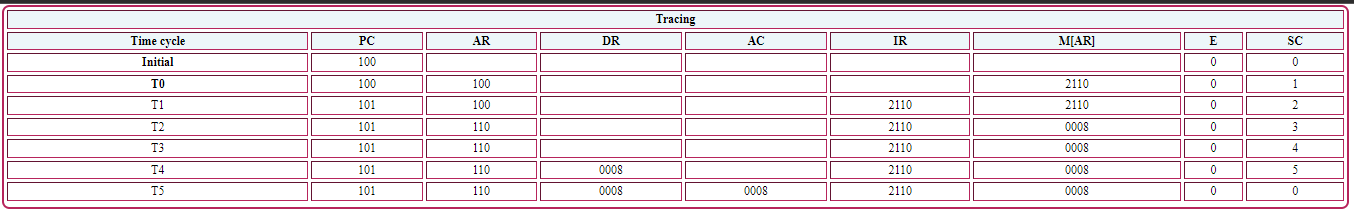 Tracing
Time cycle PC AR DR AC IR M[AR] E SC
Initial 100 0 0
T0 100 100 2110 0 1
T1 101 100 2110 2110 0 2
T2 101 110 2110 0008 0 3
T3 101 110 2110 0008 0 4
T4 101 110 0008 2110 0008 0 5
T5 101 110 0008 0008 2110 0008 0 0